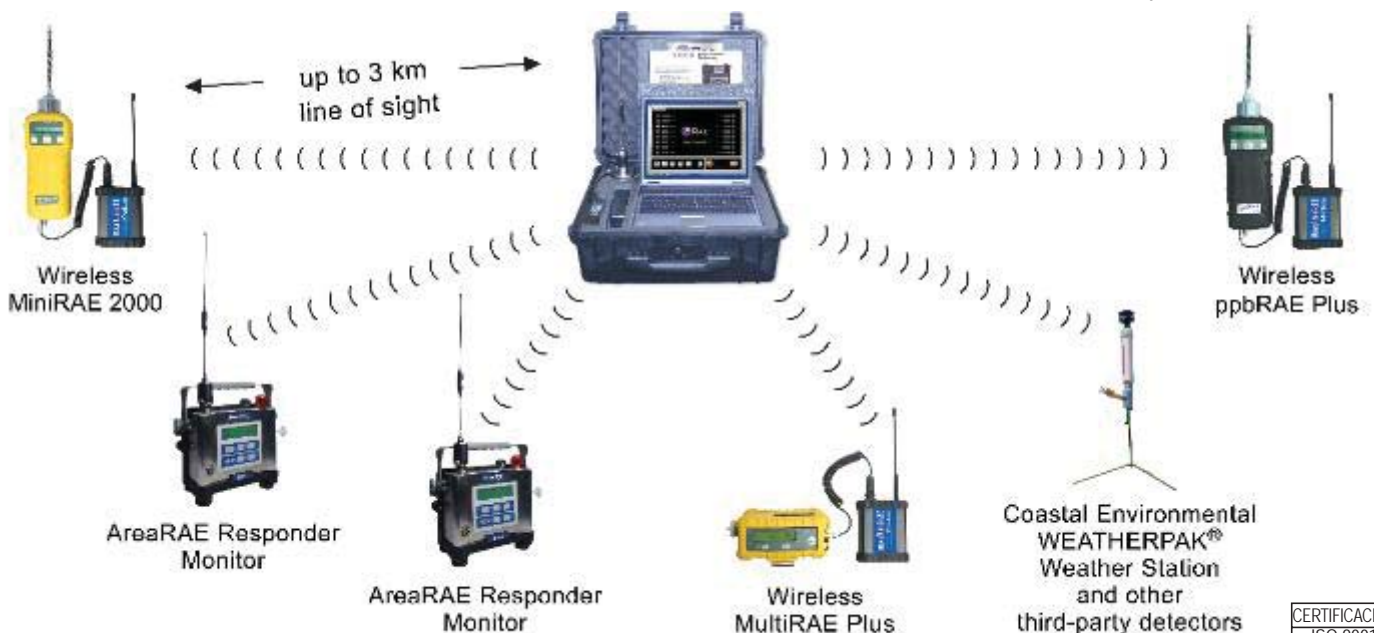 up to 3 km
line of sight
Wireless
MiniRAE 2000
Wireless
ppbRAE Plus
AreaRAE Responder
Monitor
AreaRAE Responder
Monitor
Wireless
MultiRAE Plus
Coastal Environmental
WEATHERPAK®
Weather Station
and other
third-party detectors